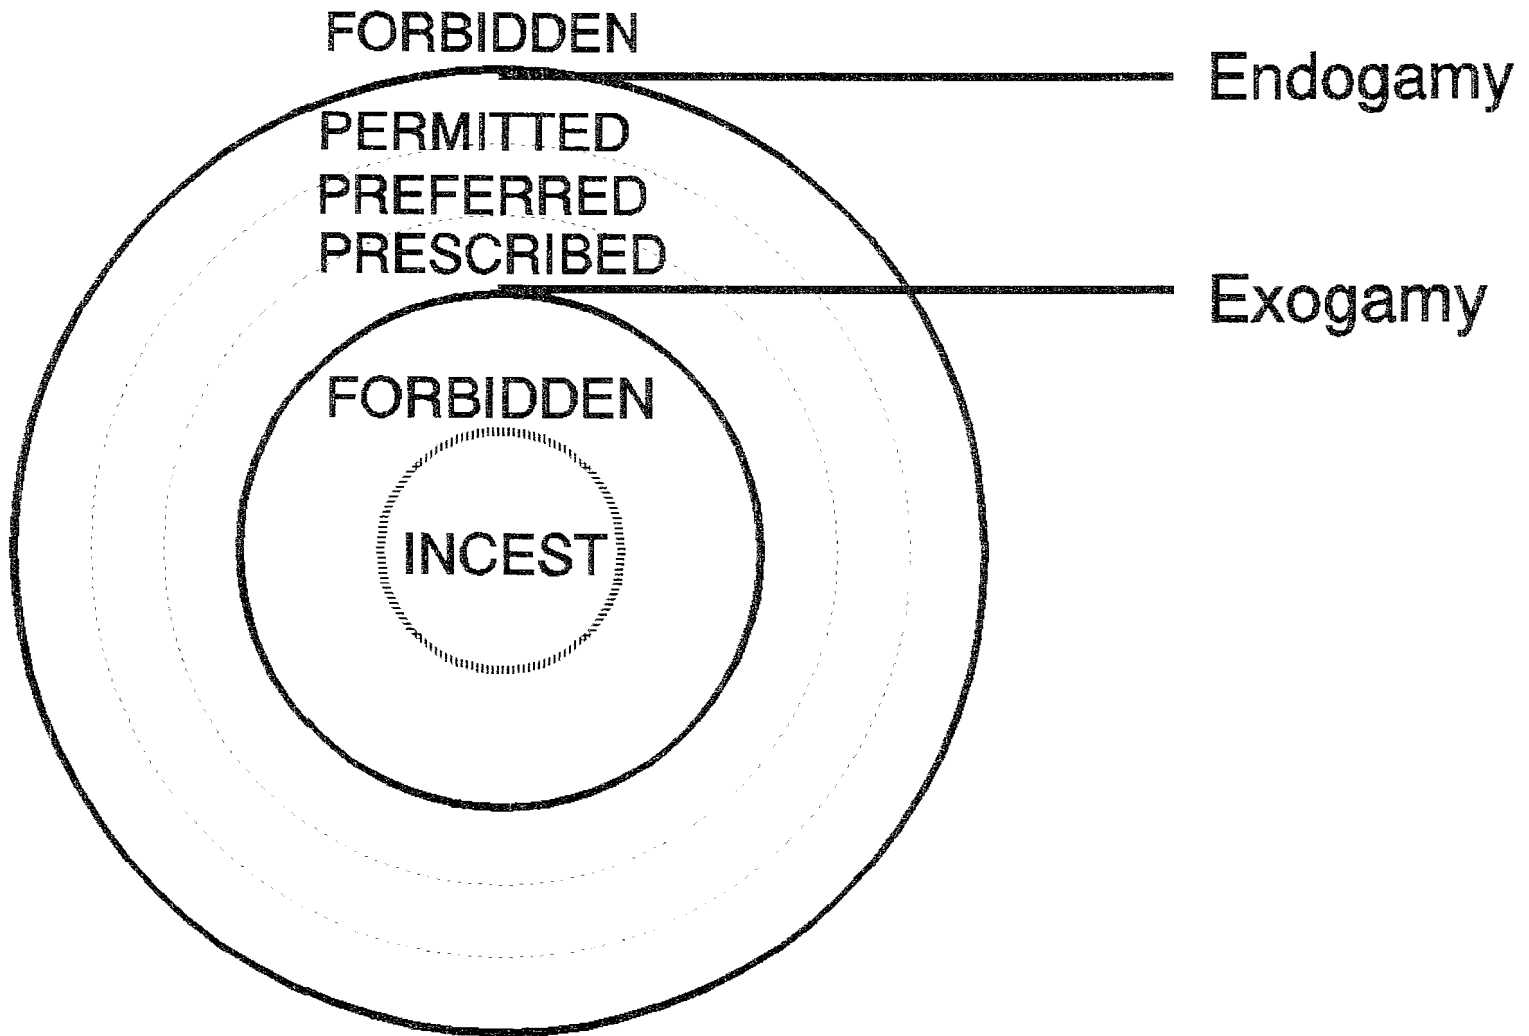 FORBIDDEN
Endogamy
PERMITTED
PREFERRED
PRESCRIBED
Exogamy
FORBIDDEN
INCEST